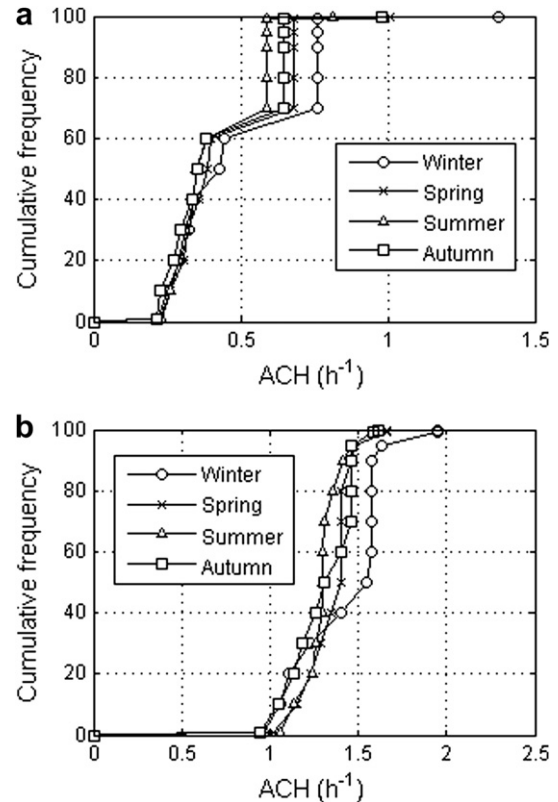 a
Cumulative frequency
100
80
60
40
20
0
Winter
Spring
Summer
Autumn
0 0.5 1 1.5
ACH (h⁻¹)
b
Cumulative frequency
100
80
60
40
20
0
Winter
Spring
Summer
Autumn
0 0.5 1 1.5 2 2.5
ACH (h⁻¹)